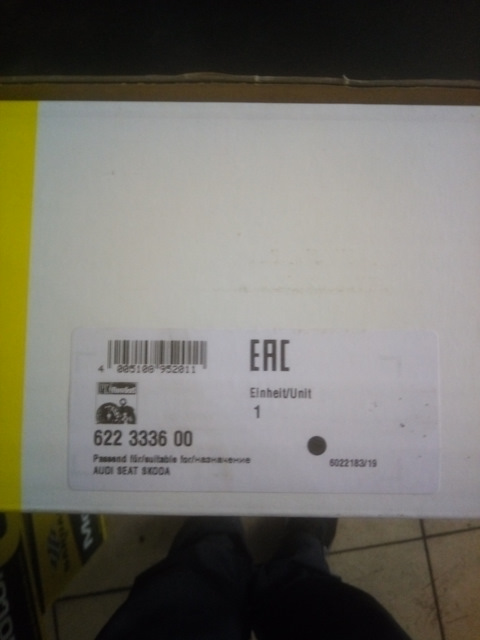 EAC
4 005108 952011
Einheit/Unit
1
622 3336 00
6022183/19
Passend für/suitable for/
AUDI SEAT SKODA